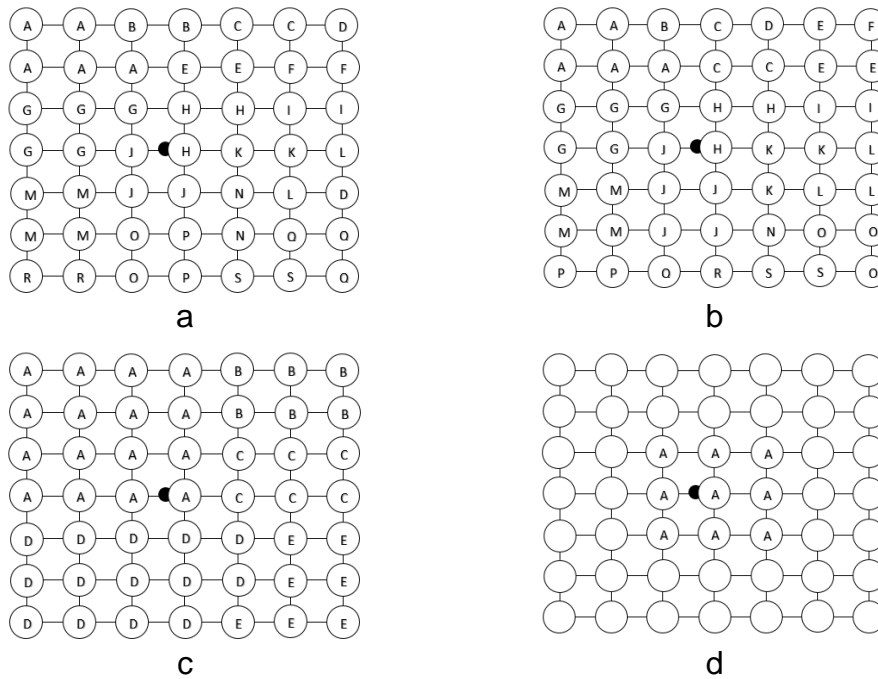 A A B B C C D
A A A E E F F
G G G H H I I
G G J H K K L
M M J J N L D
M M O P N Q Q
R R O P S S Q
a
A A B C D E F
A A A C C E E
G G G H H I I
G G J H K K L
M M J J K L L
M M J J N O O
P P Q R S S O
b
A A A A B B B
A A A A B B B
A A A A C C C
A A A A C C C
D D D D D E E
D D D D D E E
D D D D E E E
c
A A A
A A A
A A A
d